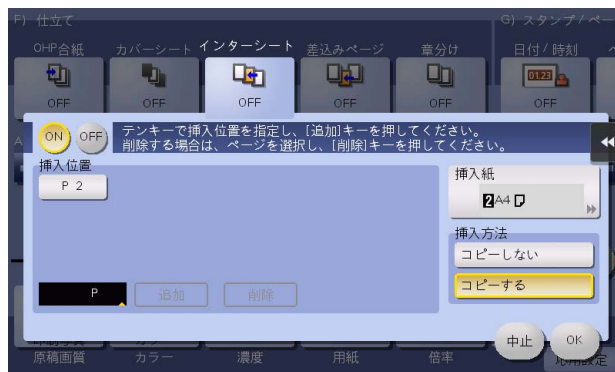 F) 仕立て
G) スタンプ/ペー
OHP合紙
カバーシート
インターシート
差込みページ
章分け
日付/時刻
01.23
OFF
OFF
OFF
OFF
OFF
OFF
ON
OFF
テンキーで挿入位置を指定し、[追加]キーを押してください。
削除する場合は、ページを選択し、[削除]キーを押してください。
挿入位置
P 2
挿入紙
2 A4
挿入方法
コピーしない
コピーする
P
追加
削除
中止
OK
原稿画質
カラー
濃度
用紙
倍率
応用設定